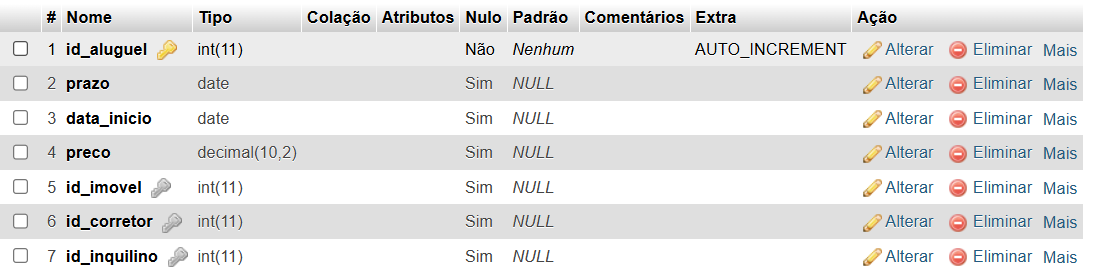 # Nome Tipo Colação Atributos Nulo Padrão Comentários Extra Ação
1 id_aluguel int(11) Não Nenhum AUTO_INCREMENT Alterar Eliminar Mais
2 prazo date Sim NULL Alterar Eliminar Mais
3 data_inicio date Sim NULL Alterar Eliminar Mais
4 preco decimal(10,2) Sim NULL Alterar Eliminar Mais
5 id_imovel int(11) Sim NULL Alterar Eliminar Mais
6 id_corretor int(11) Sim NULL Alterar Eliminar Mais
7 id_inquilino int(11) Sim NULL Alterar Eliminar Mais